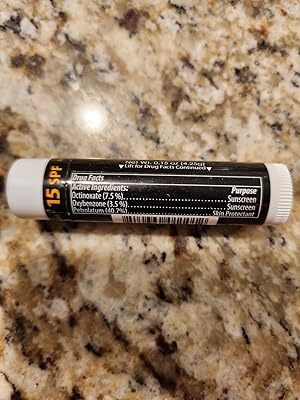 15 SPF
Net Wt. 0.15 oz (4.25g)
▼Lift for Drug Facts Continued▼
Drug Facts
Active Ingredients: Purpose
Octinoxate (7.5 %) Sunscreen
Oxybenzone (3.5 %) Sunscreen
Petrolatum (40.7%) Skin Protectant